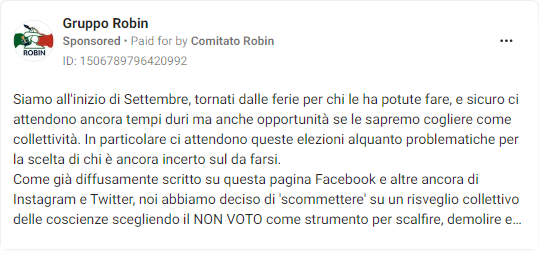 Gruppo Robin
Sponsored • Paid for by Comitato Robin
ROBIN
ID: 1506789796420992
Siamo all'inizio di Settembre, tornati dalle ferie per chi le ha potute fare, e sicuro ci
attendono ancora tempi duri ma anche opportunità se le sapremo cogliere come
collettività. In particolare ci attendono queste elezioni alquanto problematiche per
la scelta di chi è ancora incerto sul da farsi.
Come già diffusamente scritto su questa pagina Facebook e altre ancora di
Instagram e Twitter, noi abbiamo deciso di 'scommettere' su un risveglio collettivo
delle coscienze scegliendo il NON VOTO come strumento per scalfire, demolire e…